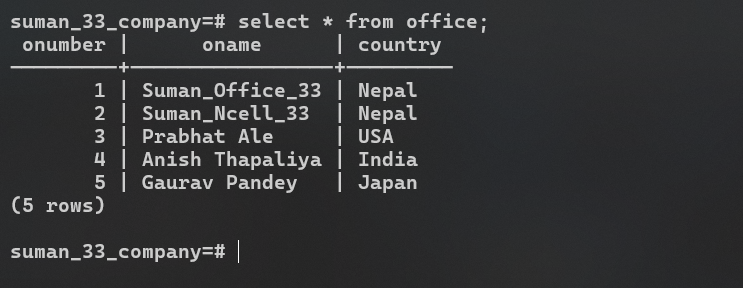 suman_33_company=# select * from office;
 onumber |      oname       | country
---------+------------------+---------
       1 | Suman_Office_33 | Nepal
       2 | Suman_Ncell_33  | Nepal
       3 | Prabhat Ale     | USA
       4 | Anish Thapaliya | India
       5 | Gaurav Pandey   | Japan
(5 rows)
suman_33_company=#